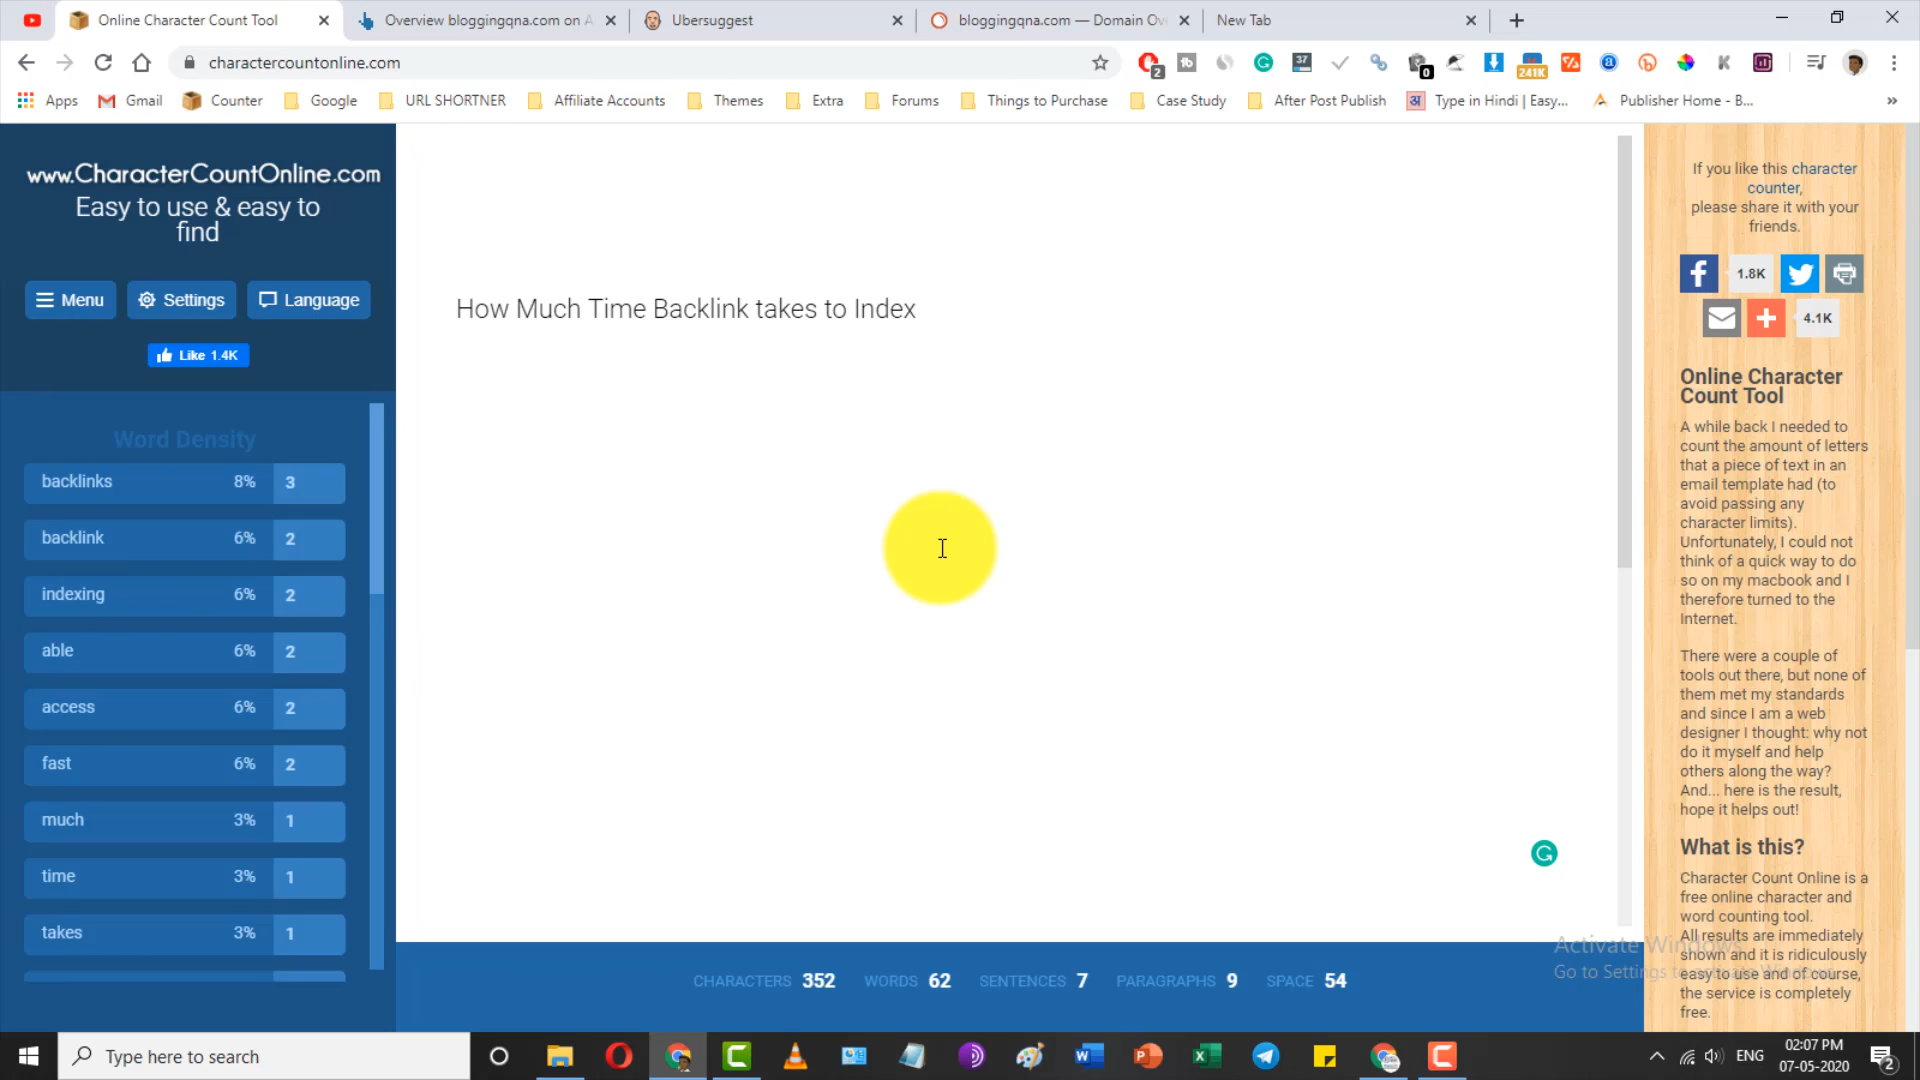 Online Character Count Tool
Overview bloggingqna.com on A
Ubersuggest
bloggingqna.com — Domain Ov
New Tab
charactercountonline.com
2
37
0
241K
Apps
Gmail
Counter
Google
URL SHORTNER
Affiliate Accounts
Themes
Extra
Forums
Things to Purchase
Case Study
After Post Publish
अ Type in Hindi | Easy...
Publisher Home - B...
www.CharacterCountOnline.com
Easy to use & easy to
find
Menu
Settings
Language
Like 1.4K
Word Density
backlinks 8% 3
backlink 6% 2
indexing 6% 2
able 6% 2
access 6% 2
fast 6% 2
much 3% 1
time 3% 1
takes 3% 1
How Much Time Backlink takes to Index
CHARACTERS 352 WORDS 62 SENTENCES 7 PARAGRAPHS 9 SPACE 54
If you like this character
counter,
please share it with your
friends.
1.8K
4.1K
Online Character
Count Tool
A while back I needed to
count the amount of letters
that a piece of text in an
email template had (to
avoid passing any
character limits).
Unfortunately, I could not
think of a quick way to do
so on my macbook and I
therefore turned to the
Internet.
There were a couple of
tools out there, but none of
them met my standards
and since I am a web
designer I thought: why not
do it myself and help
others along the way?
And... here is the result,
hope it helps out!
What is this?
Character Count Online is a
free online character and
word counting tool.
All results are immediately
shown and it is ridiculously
easy to use and of course,
the service is completely
free.
Activate Windows
Go to Settings to activate Windows.
Type here to search
ENG
02:07 PM
07-05-2020
2